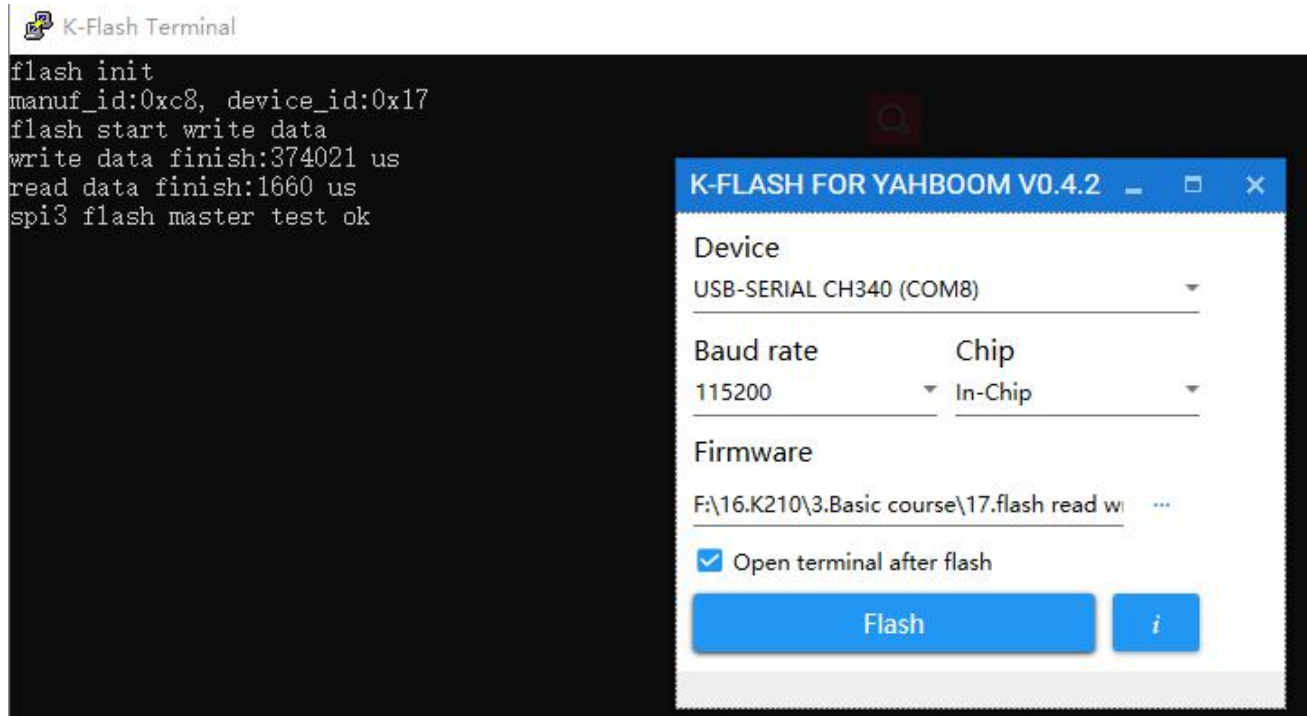 K-Flash Terminal
flash init
manuf_id:0xc8, device_id:0x17
flash start write data
write data finish:374021 us
read data finish:1660 us
spi3 flash master test ok
K-FLASH FOR YAHBOOM V0.4.2
Device
USB-SERIAL CH340 (COM8)
Baud rate Chip
115200 In-Chip
Firmware
F:\16.K210\3.Basic course\17.flash read ...
Open terminal after flash
Flash i